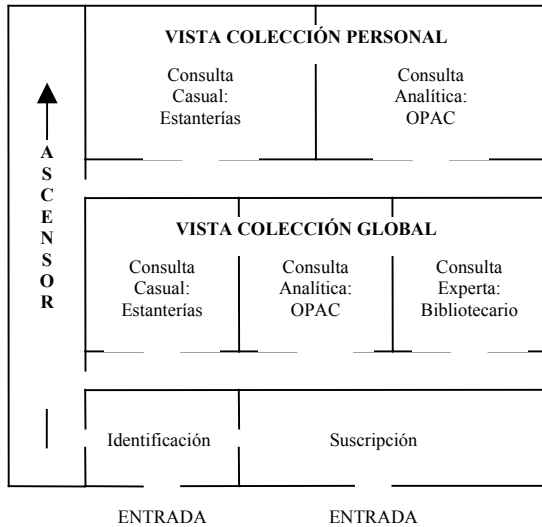 VISTA COLECCIÓN PERSONAL
Consulta
Casual:
Estanterías
Consulta
Analítica:
OPAC
ASCENSOR
VISTA COLECCIÓN GLOBAL
Consulta
Casual:
Estanterías
Consulta
Analítica:
OPAC
Consulta
Experta:
Bibliotecario
Identificación
Suscripción
ENTRADA
ENTRADA